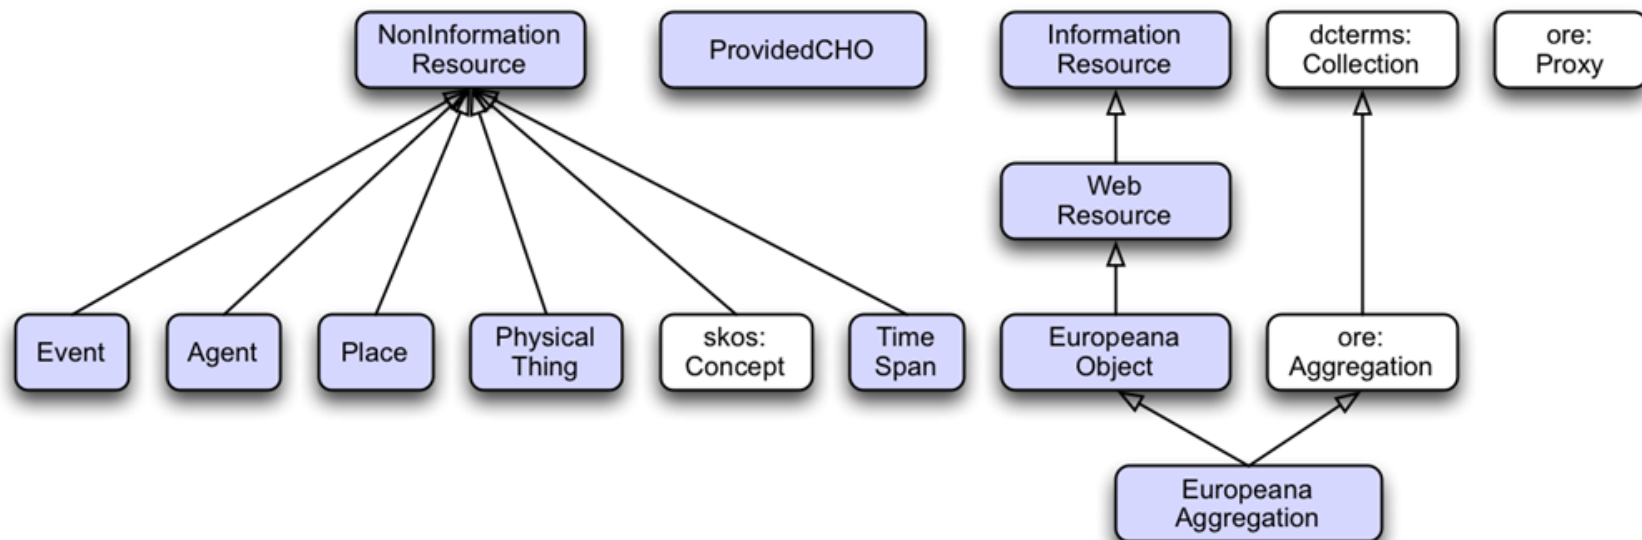 NonInformation
Resource
ProvidedCHO
Information
Resource
dcterms:
Collection
ore:
Proxy
Web
Resource
Event
Agent
Place
Physical
Thing
skos:
Concept
Time
Span
Europeana
Object
ore:
Aggregation
Europeana
Aggregation